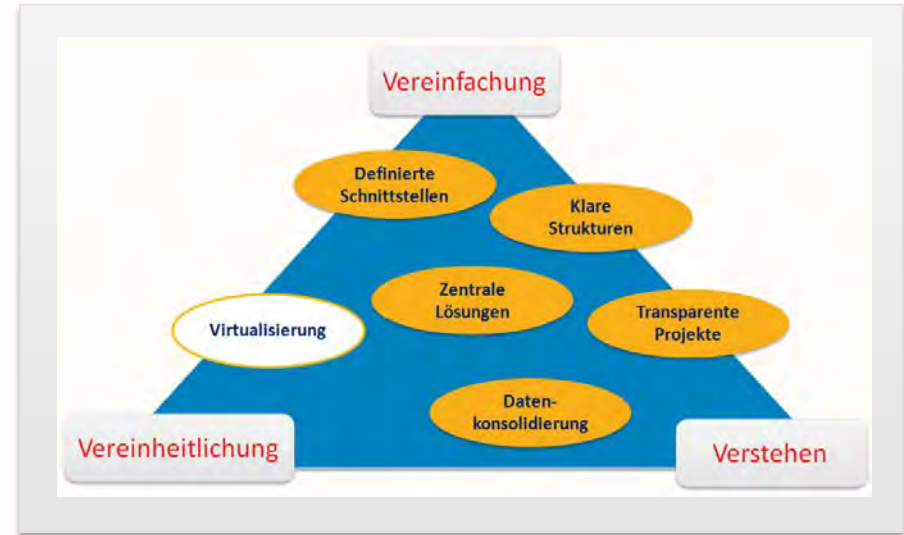 Vereinfachung
Definierte
Schnittstellen
Klare
Strukturen
Zentrale
Lösungen
Virtualisierung
Transparente
Projekte
Daten-
konsolidierung
Vereinheitlichung
Verstehen